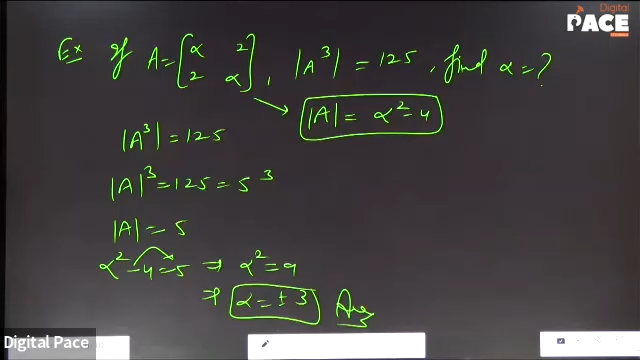 Digital
PACE
Ex If A = [α 2
2 α], |A³| = 125, find α = ?
|A| = α² - 4
|A³| = 125
|A|³ = 125 = 5³
|A| = 5
α² - 4 = 5 ⇒ α² = 9
⇒ α = ± 3 Ans
Digital Pace